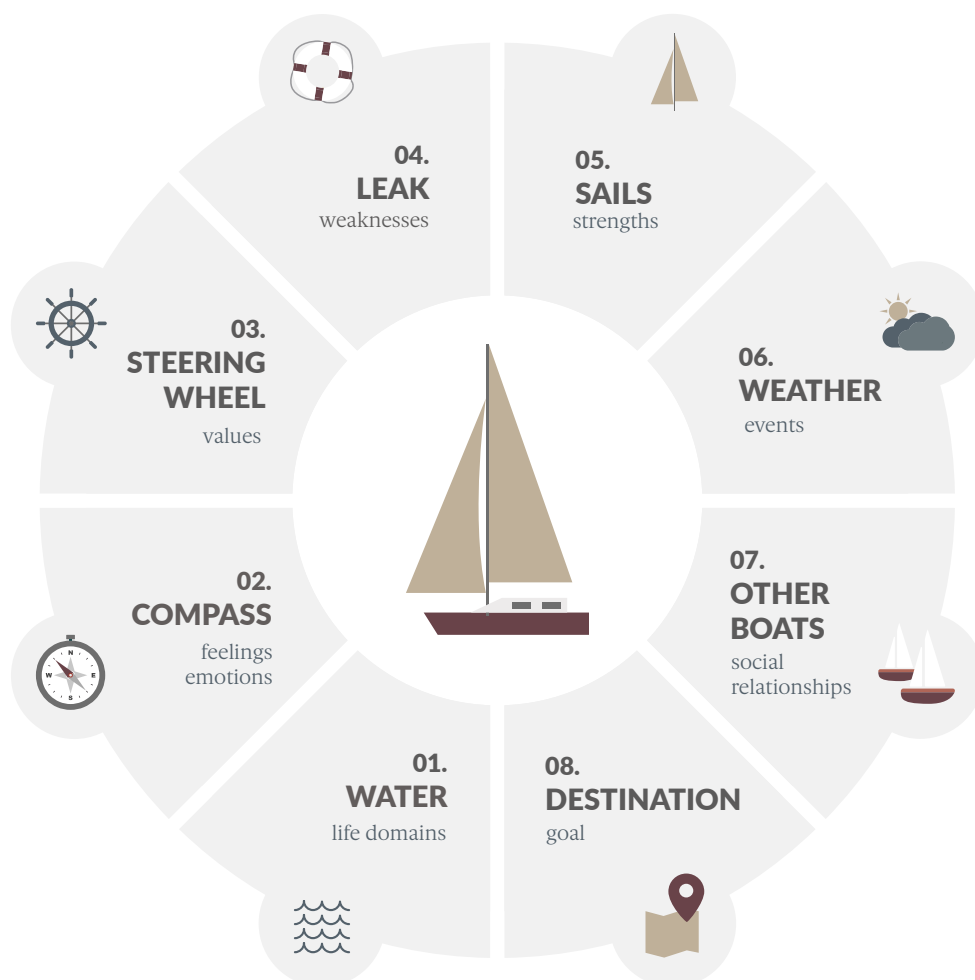 01.
WATER
life domains
02.
COMPASS
feelings
emotions
N
W
E
S
03.
STEERING
WHEEL
values
04.
LEAK
weaknesses
05.
SAILS
strengths
06.
WEATHER
events
07.
OTHER
BOATS
social
relationships
08.
DESTINATION
goal